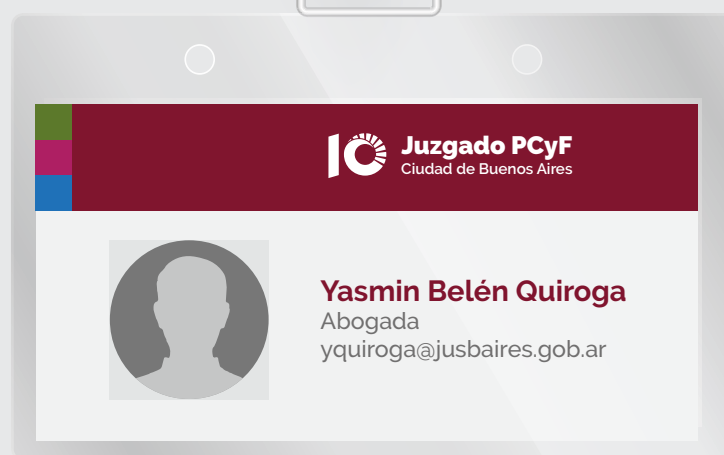 10
Juzgado PCyF
Ciudad de Buenos Aires
Yasmin Belén Quiroga
Abogada
yquiroga@jusbaires.gob.ar